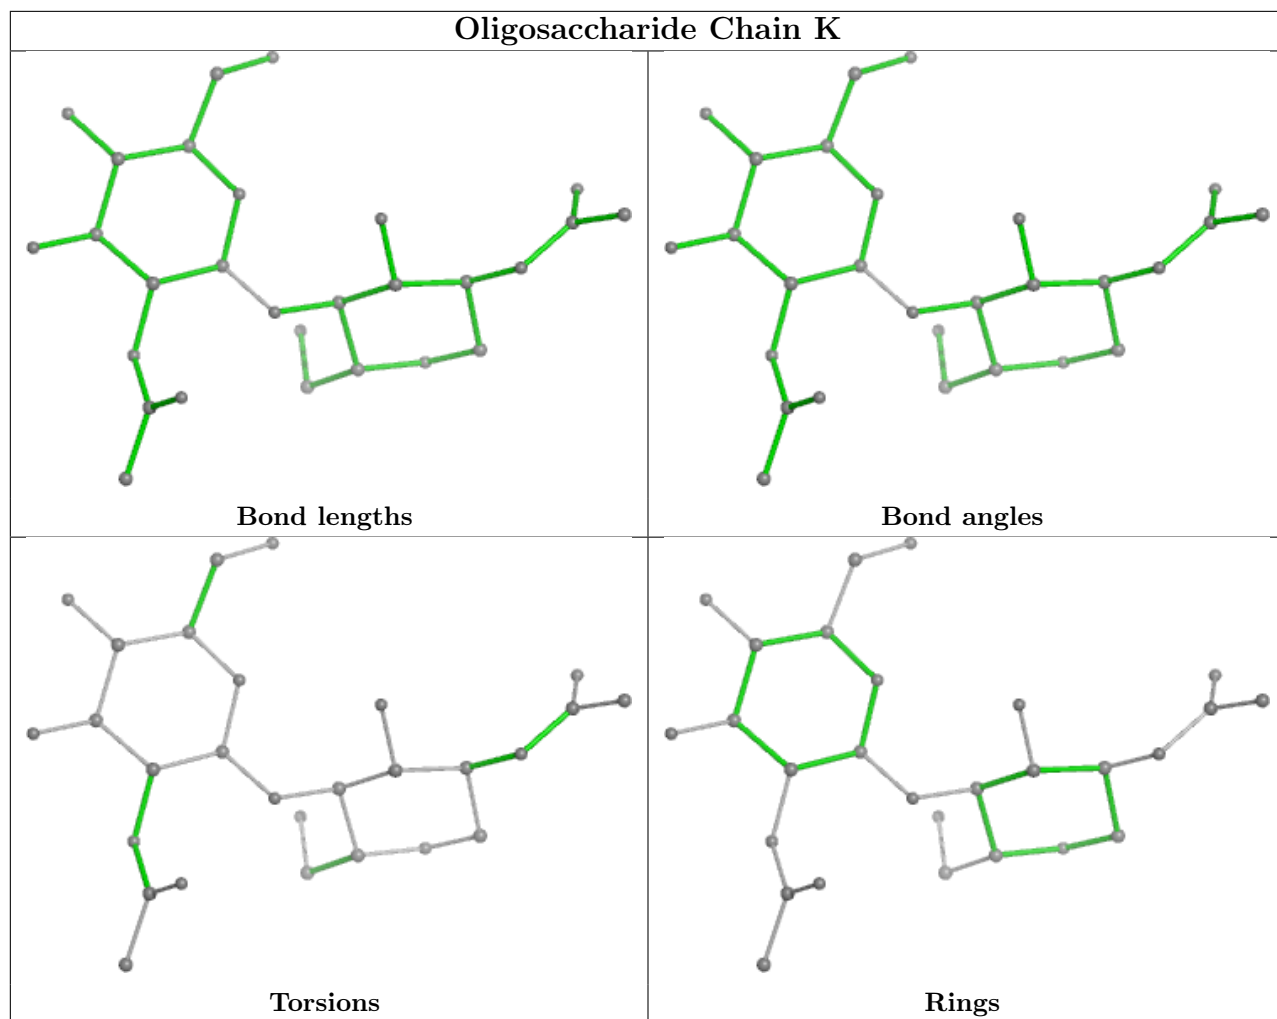 Oligosaccharide Chain K
Bond lengths
Bond angles
Torsions
Rings